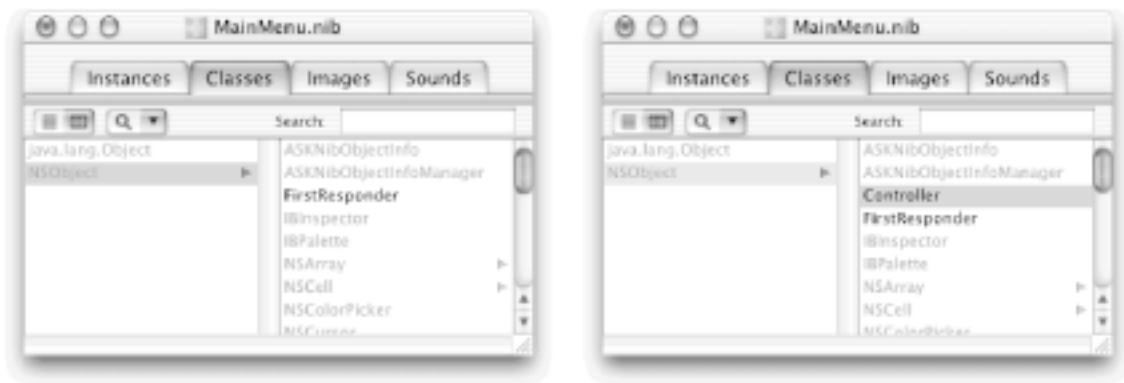 MainMenu.nib
Instances Classes Images Sounds
Search:
java.lang.Object
NSObject
ASKNibObjectInfo
ASKNibObjectInfoManager
FirstResponder
IBInspector
IBPalette
NSArray
NSCell
NSColorPicker
NSCursor
MainMenu.nib
Instances Classes Images Sounds
Search:
java.lang.Object
NSObject
ASKNibObjectInfo
ASKNibObjectInfoManager
Controller
FirstResponder
IBInspector
IBPalette
NSArray
NSCell
NSColorPicker